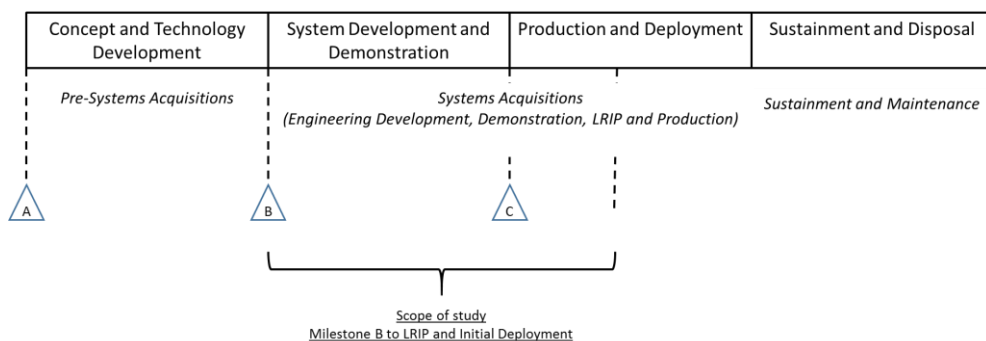 Concept and Technology
Development
System Development and
Demonstration
Production and Deployment
Sustainment and Disposal
Pre-Systems Acquisitions
Systems Acquisitions
(Engineering Development, Demonstration, LRIP and Production)
Sustainment and Maintenance
A
B
C
Scope of study
Milestone B to LRIP and Initial Deployment